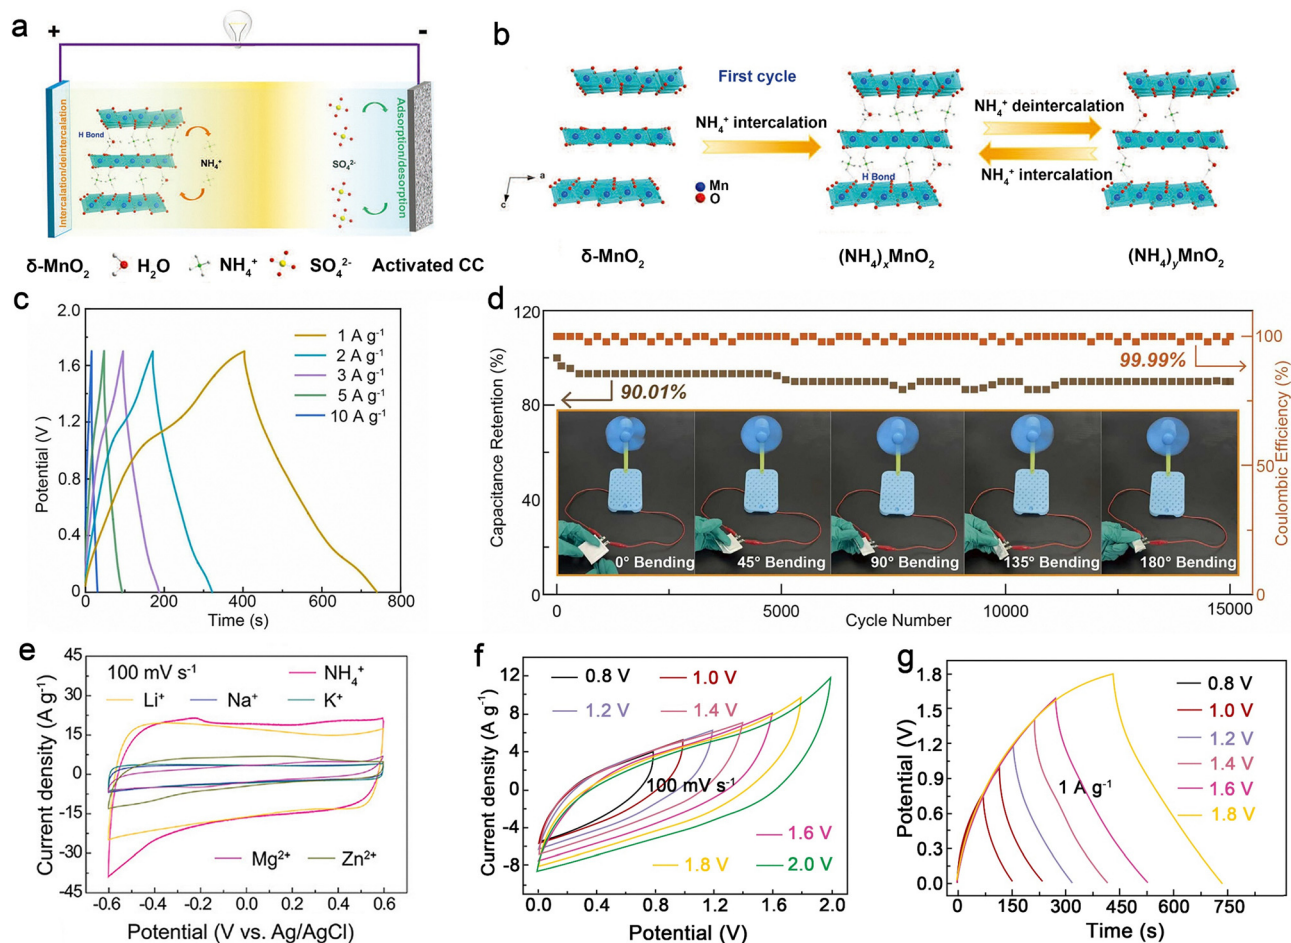 a
+
-
Intercalation/deintercalation
H Bond
NH₄⁺
SO₄²⁻
Adsorption/desorption
δ-MnO₂
H₂O
NH₄⁺
SO₄²⁻
Activated CC
b
First cycle
NH₄⁺ intercalation
NH₄⁺ deintercalation
NH₄⁺ intercalation
H Bond
a
c
Mn
O
δ-MnO₂
(NH₄)ₓMnO₂
(NH₄)yMnO₂
c
2.0
1.6
1.2
0.8
0.4
0
Potential (V )
1 A g⁻¹
2 A g⁻¹
3 A g⁻¹
5 A g⁻¹
10 A g⁻¹
0 200 400 600 800
Time (s)
d
120
80
40
0
Capacitance Retention (%)
90.01%
99.99%
100
50
0
Coulombic Efficiency (%)
0° Bending
45° Bending
90° Bending
135° Bending
180° Bending
0 5000 10000 15000
Cycle Number
e
45
30
15
0
-15
-30
-45
Current density (A g⁻¹)
100 mV s⁻¹
NH₄⁺
Li⁺ Na⁺ K⁺
Mg²⁺ Zn²⁺
-0.6 -0.4 -0.2 0.0 0.2 0.4 0.6
Potential (V vs. Ag/AgCl)
f
12
8
4
0
-4
-8
Current density (A g⁻¹)
0.8 V 1.0 V
1.2 V 1.4 V
100 mV s⁻¹
1.6 V
1.8 V 2.0 V
0.0 0.4 0.8 1.2 1.6 2.0
Potential (V)
g
1.8
1.5
1.2
0.9
0.6
0.3
0.0
Potential (V)
0.8 V
1.0 V
1.2 V
1.4 V
1.6 V
1.8 V
1 A g⁻¹
0 150 300 450 600 750
Time (s)